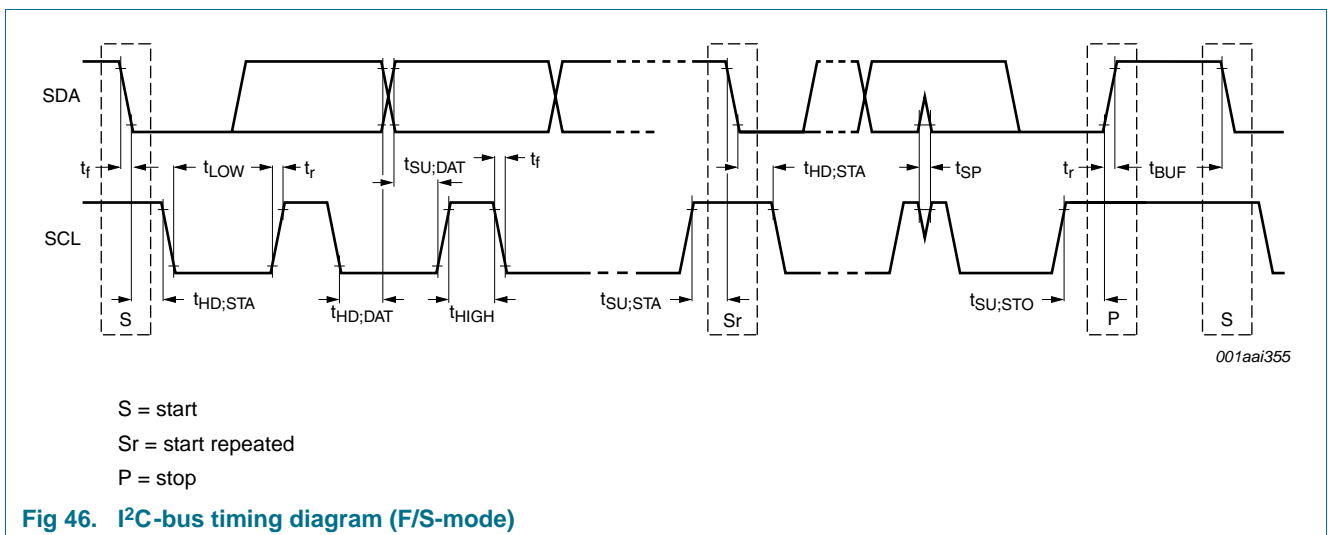 SDA
t_f t_LOW t_r t_SU;DAT t_f t_HD;STA t_SP t_r t_BUF
SCL
t_HD;STA t_HD;DAT t_HIGH t_SU;STA t_SU;STO
S Sr P S
001aai355
S = start
Sr = start repeated
P = stop
Fig 46. I²C-bus timing diagram (F/S-mode)